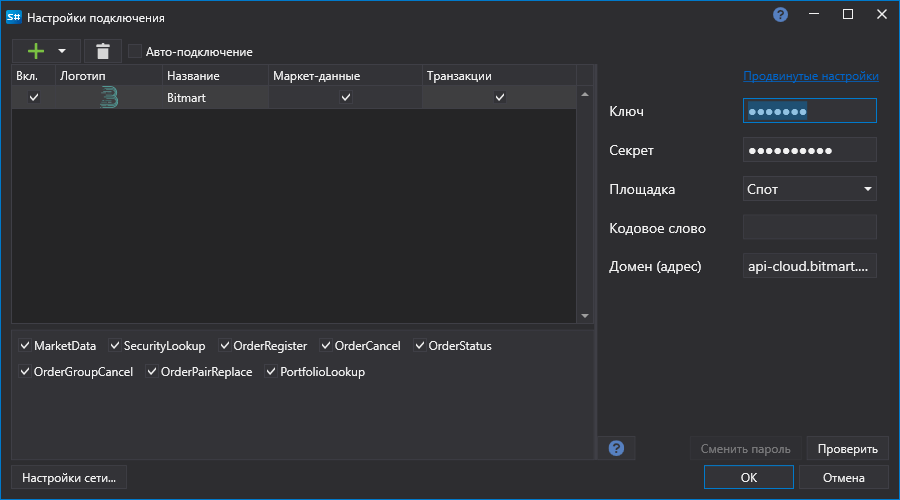 S# Настройки подключения
Авто-подключение
Вкл. Логотип Название Маркет-данные Транзакции
Bitmart
Продвинутые настройки
Ключ ●●●●●●●
Секрет ●●●●●●●●●●
Площадка Спот
Кодовое слово
Домен (адрес) api-cloud.bitmart....
MarketData SecurityLookup OrderRegister OrderCancel OrderStatus
OrderGroupCancel OrderPairReplace PortfolioLookup
? Сменить пароль Проверить
Настройки сети... OK Отмена